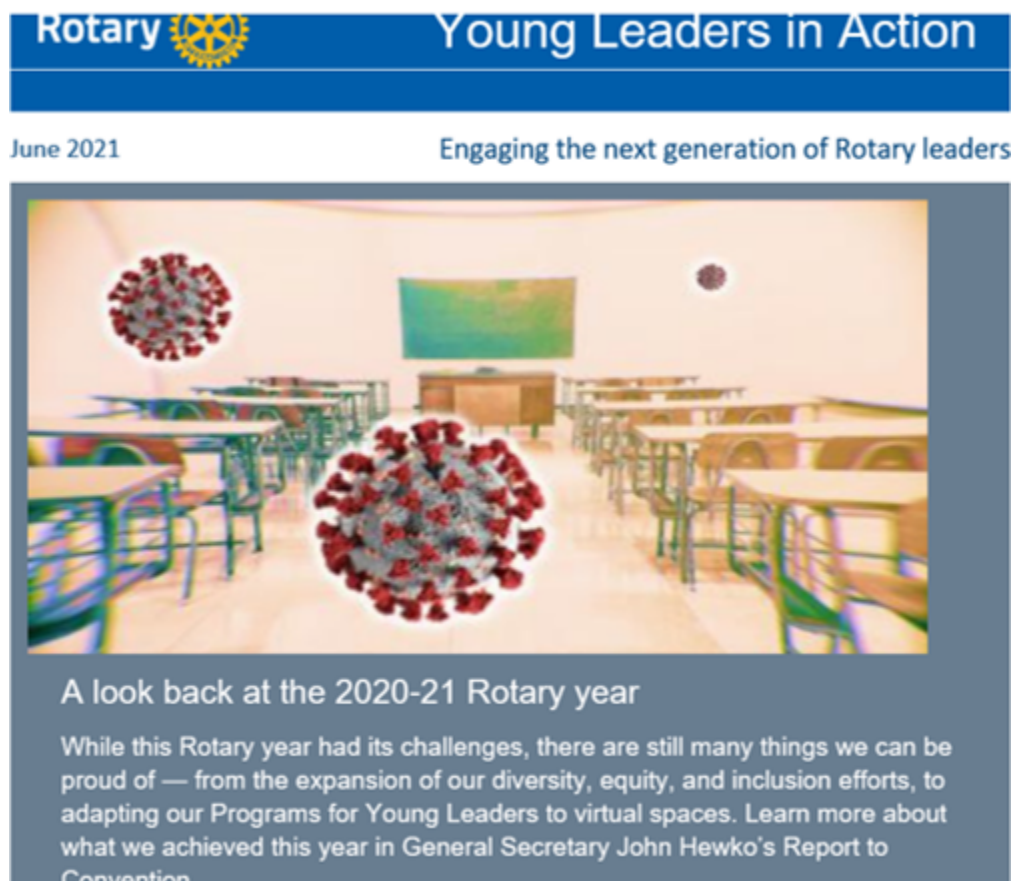 Rotary
Young Leaders in Action
June 2021
Engaging the next generation of Rotary leaders
A look back at the 2020-21 Rotary year
While this Rotary year had its challenges, there are still many things we can be
proud of — from the expansion of our diversity, equity, and inclusion efforts, to
adapting our Programs for Young Leaders to virtual spaces. Learn more about
what we achieved this year in General Secretary John Hewko's Report to
Convention